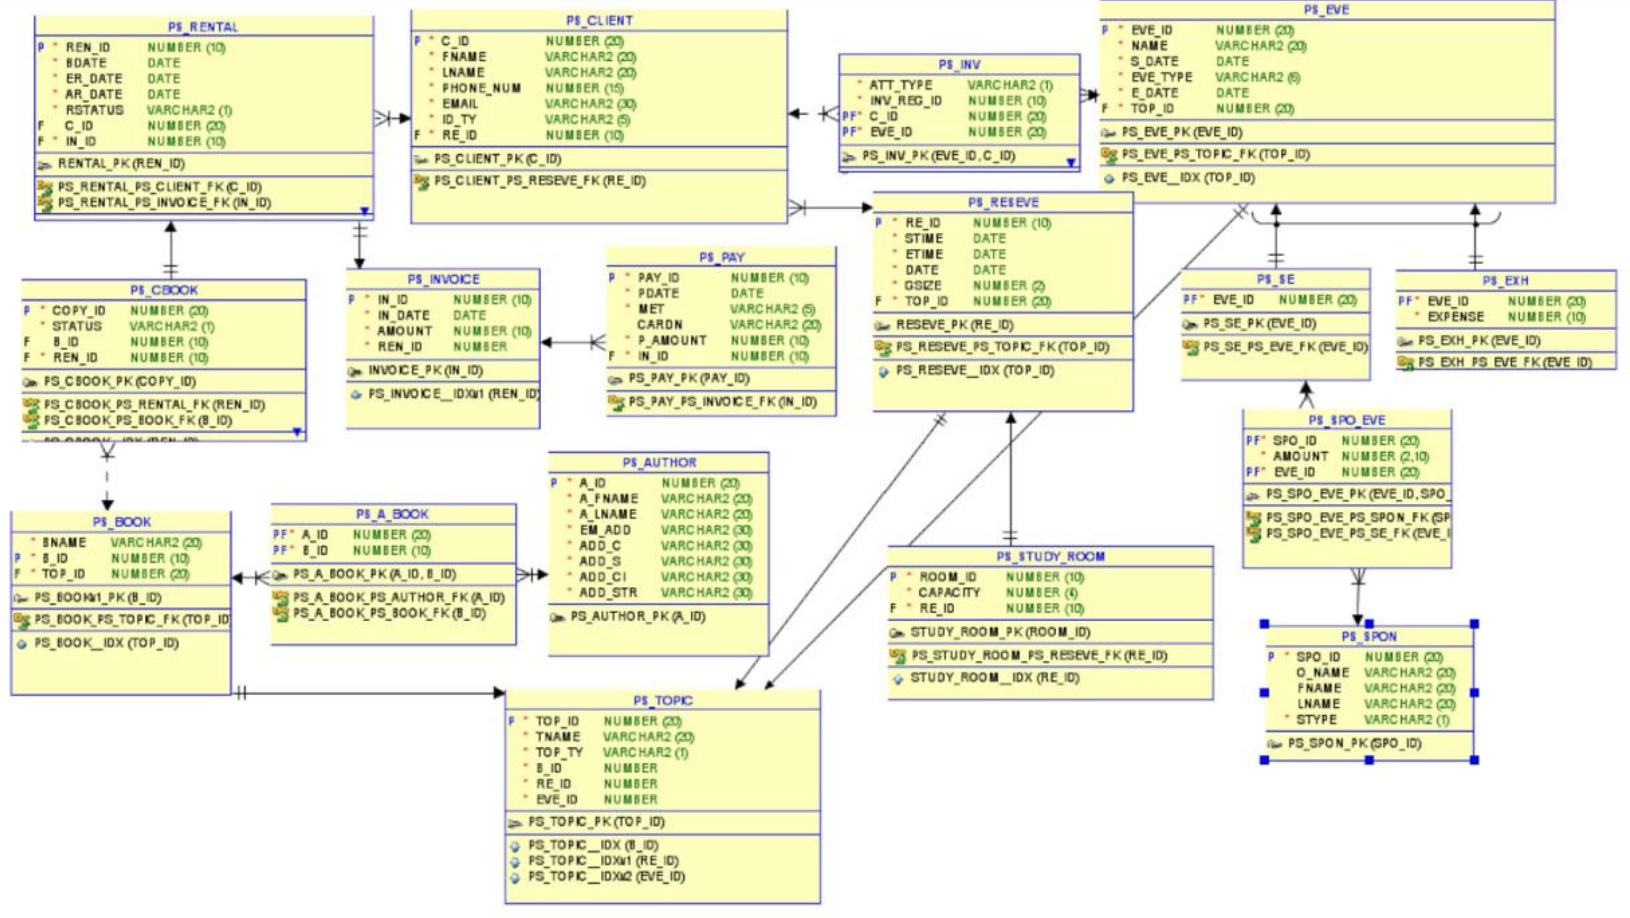 PS_RENTAL
P * REN_ID NUMBER (10)
* BDATE DATE
* ER_DATE DATE
* AR_DATE DATE
* RSTATUS VARCHAR2 (1)
F C_ID NUMBER (20)
F * IN_ID NUMBER (10)
RENTAL_PK (REN_ID)
PS_RENTAL_PS_CLIENT_FK (C_ID)
PS_RENTAL_PS_INVOICE_FK (IN_ID)
PS_CLIENT
P * C_ID NUMBER (20)
* FNAME VARCHAR2 (20)
* LNAME VARCHAR2 (20)
* PHONE_NUM NUMBER (15)
* EMAIL VARCHAR2 (30)
* ID_TY VARCHAR2 (5)
F * RE_ID NUMBER (10)
PS_CLIENT_PK (C_ID)
PS_CLIENT_PS_RESEVE_FK (RE_ID)
PS_INV
* ATT_TYPE VARCHAR2 (1)
* INV_REG_ID NUMBER (10)
PF* C_ID NUMBER (20)
PF* EVE_ID NUMBER (20)
PS_INV_PK (EVE_ID, C_ID)
PS_EVE
P * EVE_ID NUMBER (20)
* NAME VARCHAR2 (20)
* S_DATE DATE
* EVE_TYPE VARCHAR2 (6)
* E_DATE DATE
F * TOP_ID NUMBER (20)
PS_EVE_PK (EVE_ID)
PS_EVE_PS_TOPIC_FK (TOP_ID)
PS_EVE__IDX (TOP_ID)
PS_RESEVE
P * RE_ID NUMBER (10)
* STIME DATE
* ETIME DATE
* DATE DATE
* GSIZE NUMBER (2)
F * TOP_ID NUMBER (20)
RESEVE_PK (RE_ID)
PS_RESEVE_PS_TOPIC_FK (TOP_ID)
PS_RESEVE__IDX (TOP_ID)
PS_CBOOK
P * COPY_ID NUMBER (20)
* STATUS VARCHAR2 (1)
F B_ID NUMBER (10)
F * REN_ID NUMBER (10)
PS_CBOOK_PK (COPY_ID)
PS_CBOOK_PS_RENTAL_FK (REN_ID)
PS_CBOOK_PS_BOOK_FK (B_ID)
PS_CBOOK__IDX (REN_ID)
PS_INVOICE
P * IN_ID NUMBER (10)
* IN_DATE DATE
* AMOUNT NUMBER (10)
* REN_ID NUMBER
INVOICE_PK (IN_ID)
PS_INVOICE__IDXv1 (REN_ID)
PS_PAY
P * PAY_ID NUMBER (10)
* PDATE DATE
* MET VARCHAR2 (5)
CARDN VARCHAR2 (20)
* P_AMOUNT NUMBER (10)
F * IN_ID NUMBER (10)
PS_PAY_PK (PAY_ID)
PS_PAY_PS_INVOICE_FK (IN_ID)
PS_SE
PF* EVE_ID NUMBER (20)
PS_SE_PK (EVE_ID)
PS_SE_PS_EVE_FK (EVE_ID)
PS_EXH
PF* EVE_ID NUMBER (20)
* EXPENSE NUMBER (10)
PS_EXH_PK (EVE_ID)
PS_EXH_PS_EVE_FK (EVE_ID)
PS_SPO_EVE
PF* SPO_ID NUMBER (20)
* AMOUNT NUMBER (2,10)
PF* EVE_ID NUMBER (20)
PS_SPO_EVE_PK (EVE_ID, SPO_
PS_SPO_EVE_PS_SPON_FK (SP
PS_SPO_EVE_PS_SE_FK (EVE_I
PS_BOOK
* BNAME VARCHAR2 (20)
P * B_ID NUMBER (10)
F * TOP_ID NUMBER (20)
PS_BOOKv1_PK (B_ID)
PS_BOOK_PS_TOPIC_FK (TOP_ID
PS_BOOK__IDX (TOP_ID)
PS_A_BOOK
PF* A_ID NUMBER (20)
PF* B_ID NUMBER (10)
PS_A_BOOK_PK (A_ID, B_ID)
PS_A_BOOK_PS_AUTHOR_FK (A_ID)
PS_A_BOOK_PS_BOOK_FK (B_ID)
PS_AUTHOR
P * A_ID NUMBER (20)
* A_FNAME VARCHAR2 (20)
* A_LNAME VARCHAR2 (20)
* EM_ADD VARCHAR2 (30)
* ADD_C VARCHAR2 (30)
* ADD_S VARCHAR2 (30)
* ADD_CI VARCHAR2 (30)
* ADD_STR VARCHAR2 (30)
PS_AUTHOR_PK (A_ID)
PS_STUDY_ROOM
P * ROOM_ID NUMBER (10)
* CAPACITY NUMBER (4)
F * RE_ID NUMBER (10)
STUDY_ROOM_PK (ROOM_ID)
PS_STUDY_ROOM_PS_RESEVE_FK (RE_ID)
STUDY_ROOM__IDX (RE_ID)
PS_SPON
P * SPO_ID NUMBER (20)
O_NAME VARCHAR2 (20)
FNAME VARCHAR2 (20)
LNAME VARCHAR2 (20)
* STYPE VARCHAR2 (1)
PS_SPON_PK (SPO_ID)
PS_TOPIC
P * TOP_ID NUMBER (20)
* TNAME VARCHAR2 (20)
* TOP_TY VARCHAR2 (1)
* B_ID NUMBER
* RE_ID NUMBER
* EVE_ID NUMBER
PS_TOPIC_PK (TOP_ID)
PS_TOPIC__IDX (B_ID)
PS_TOPIC__IDXv1 (RE_ID)
PS_TOPIC__IDXv2 (EVE_ID)